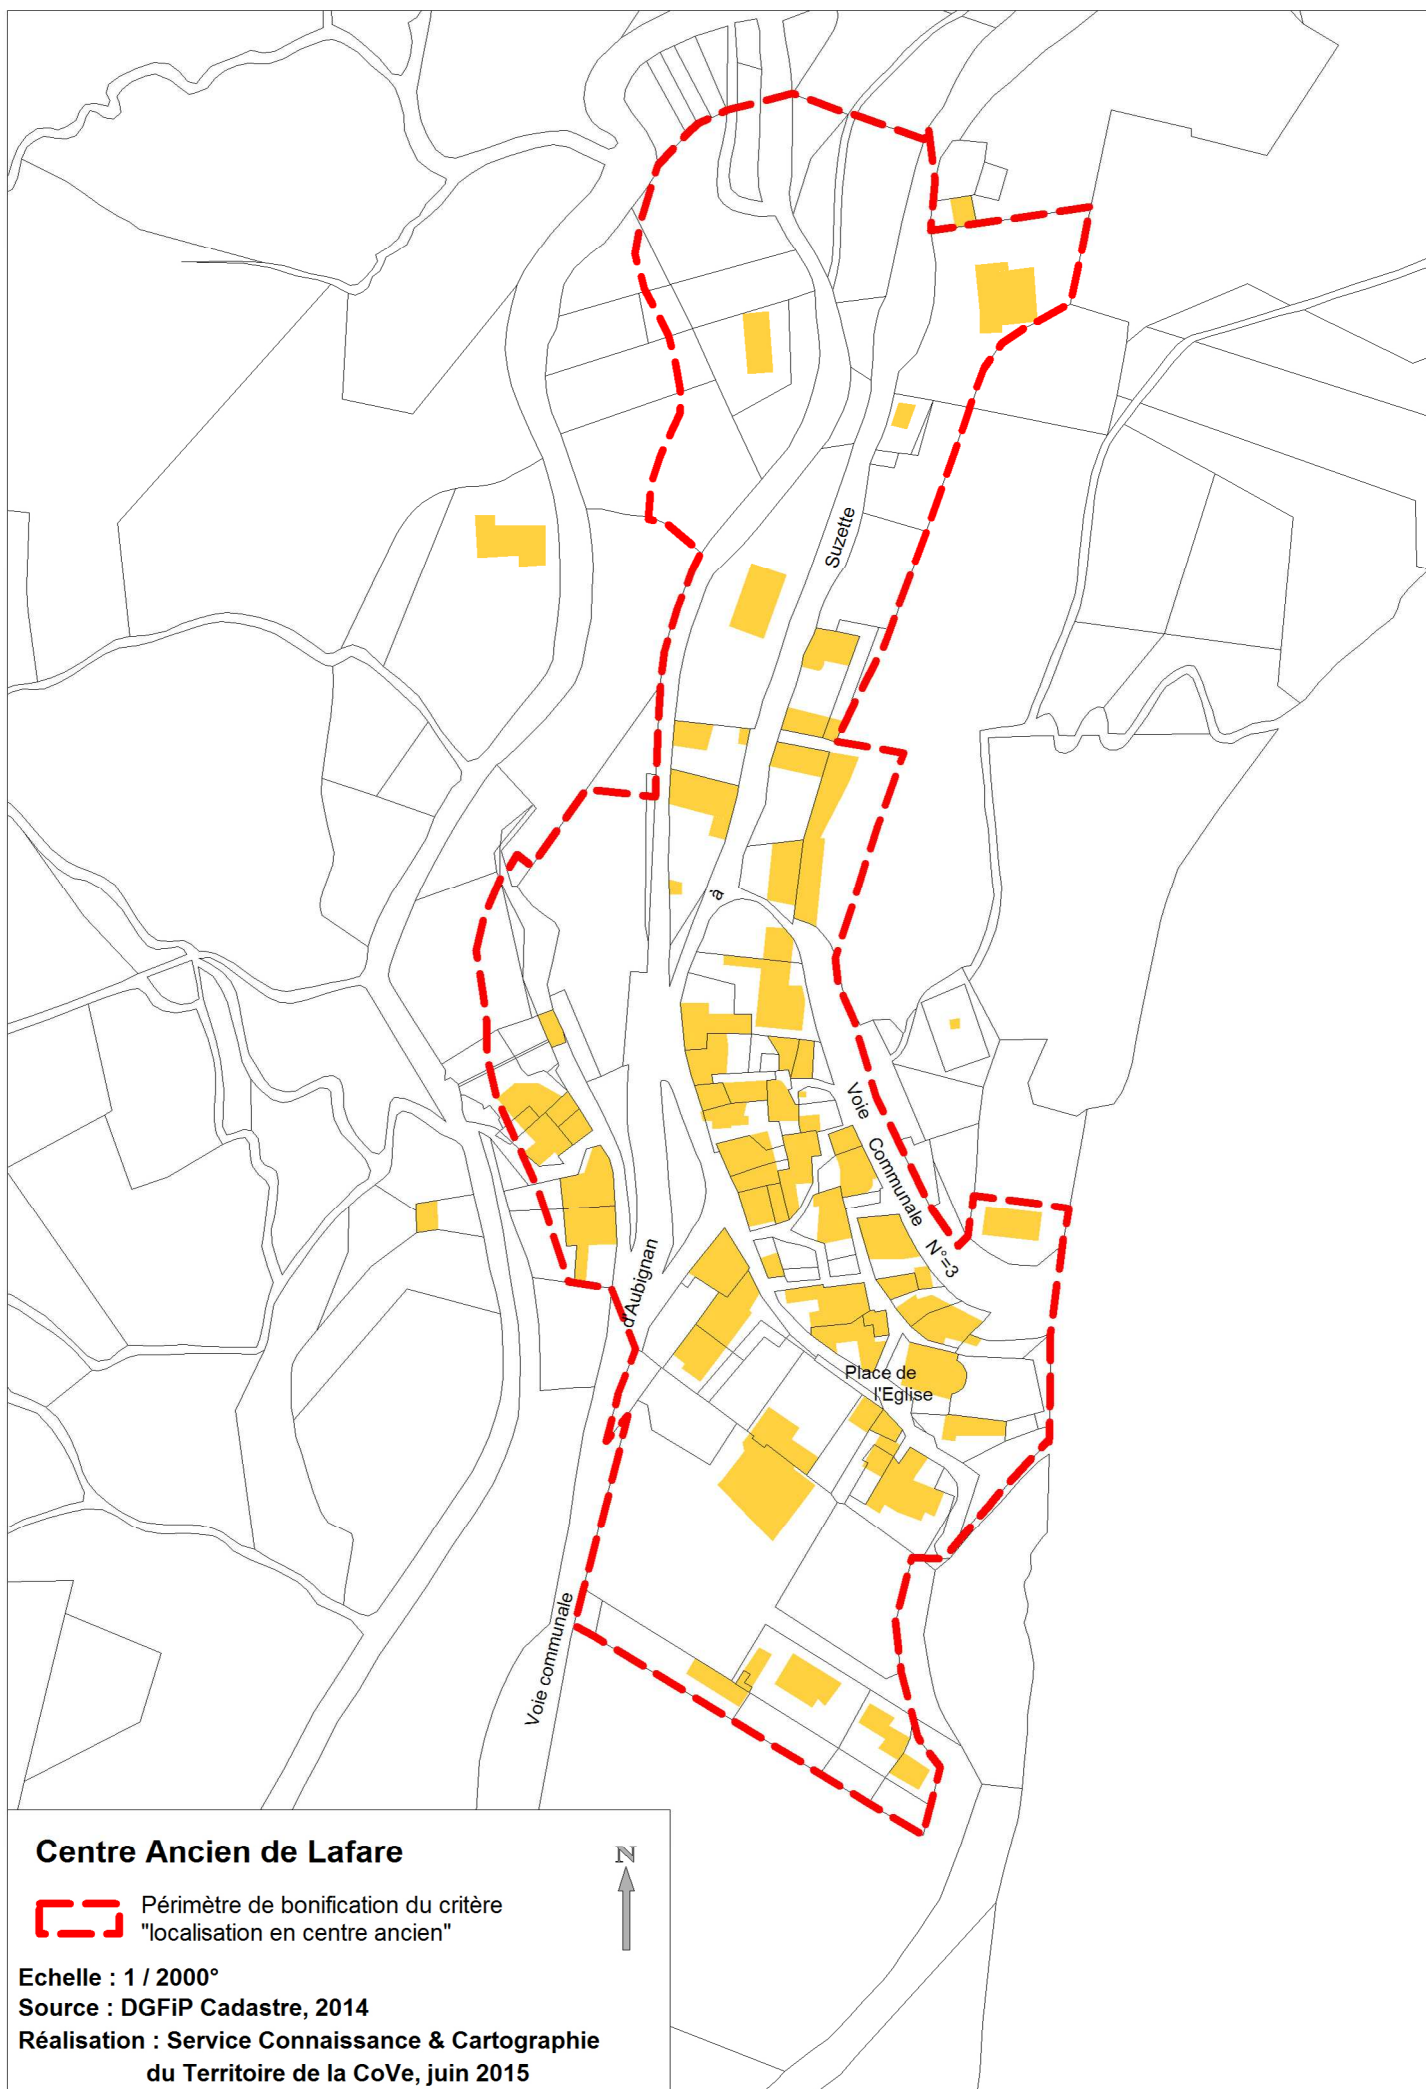 Suzette
à
Voie
Communale
N°=3
d'Aubignan
Place de
l'Eglise
Voie communale
Centre Ancien de Lafare
N
Périmètre de bonification du critère
"localisation en centre ancien"
Echelle : 1 / 2000°
Source : DGFiP Cadastre, 2014
Réalisation : Service Connaissance & Cartographie
du Territoire de la CoVe, juin 2015